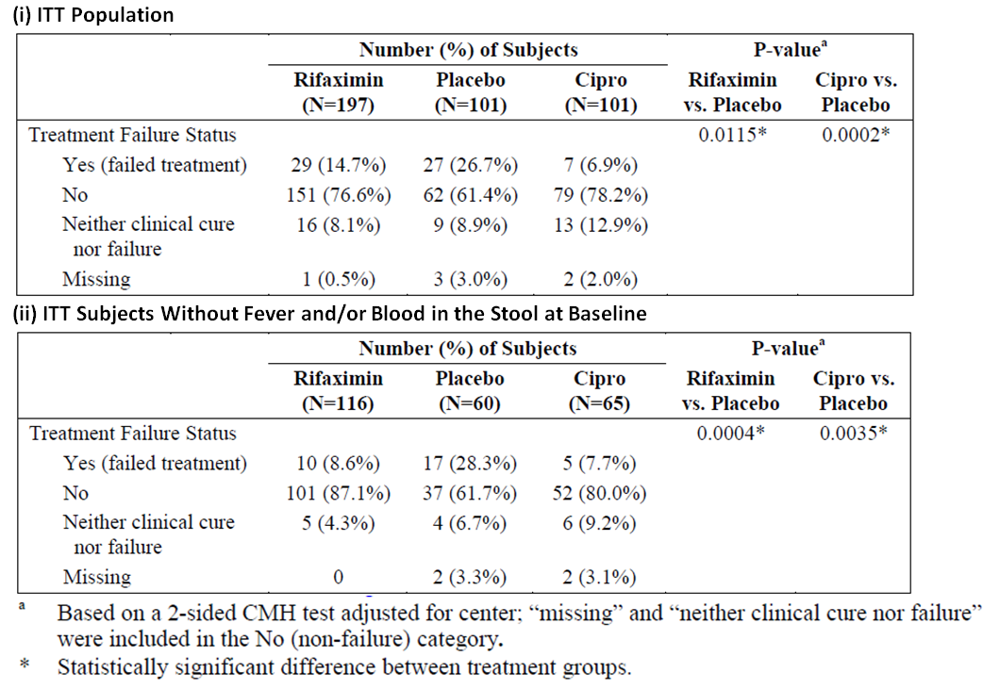 (i) ITT Population
Number (%) of Subjects P-valueᵃ
Rifaximin (N=197) Placebo (N=101) Cipro (N=101) Rifaximin vs. Placebo Cipro vs. Placebo
Treatment Failure Status 0.0115* 0.0002*
Yes (failed treatment) 29 (14.7%) 27 (26.7%) 7 (6.9%)
No 151 (76.6%) 62 (61.4%) 79 (78.2%)
Neither clinical cure nor failure 16 (8.1%) 9 (8.9%) 13 (12.9%)
Missing 1 (0.5%) 3 (3.0%) 2 (2.0%)
(ii) ITT Subjects Without Fever and/or Blood in the Stool at Baseline
Number (%) of Subjects P-valueᵃ
Rifaximin (N=116) Placebo (N=60) Cipro (N=65) Rifaximin vs. Placebo Cipro vs. Placebo
Treatment Failure Status 0.0004* 0.0035*
Yes (failed treatment) 10 (8.6%) 17 (28.3%) 5 (7.7%)
No 101 (87.1%) 37 (61.7%) 52 (80.0%)
Neither clinical cure nor failure 5 (4.3%) 4 (6.7%) 6 (9.2%)
Missing 0 2 (3.3%) 2 (3.1%)
ᵃ Based on a 2-sided CMH test adjusted for center; “missing” and “neither clinical cure nor failure”
were included in the No (non-failure) category.
* Statistically significant difference between treatment groups.